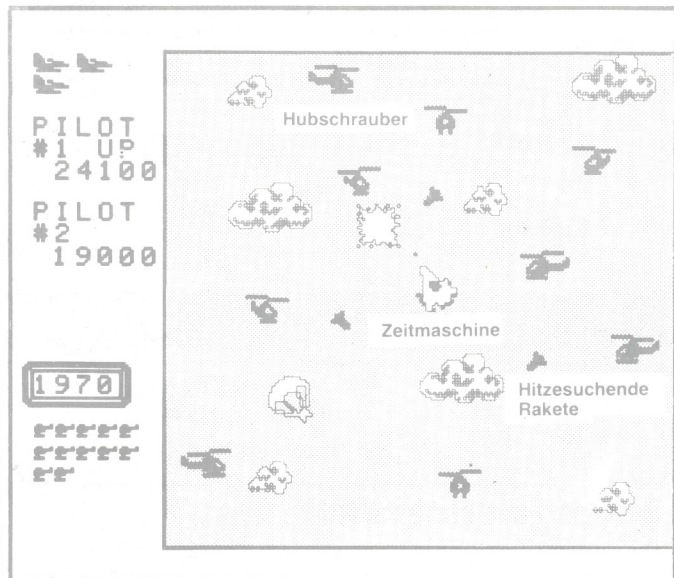 PILOT
#1 UP
24100
PILOT
#2
19000
1970
Hubschrauber
Zeitmaschine
Hitzesuchende
Rakete